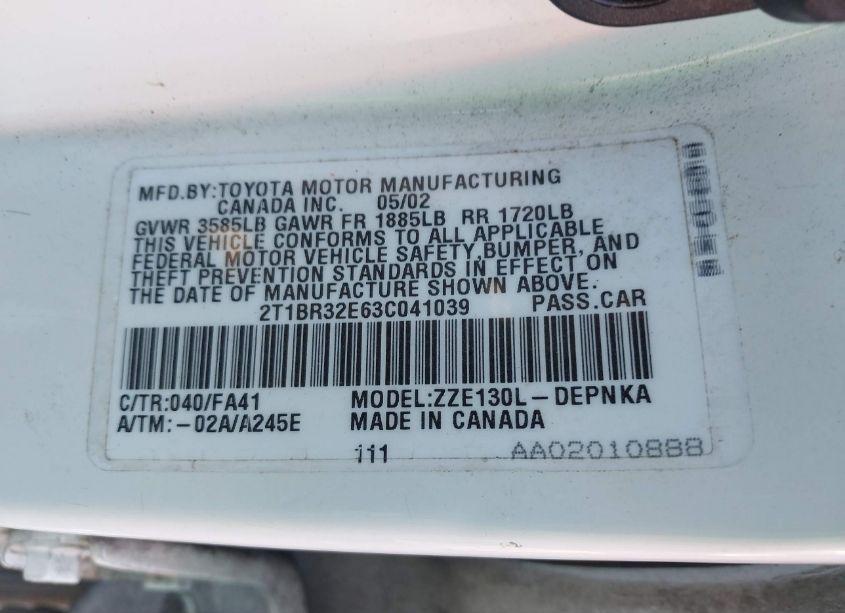 MFD.BY:TOYOTA MOTOR MANUFACTURING
CANADA INC. 05/02
GVWR 3585LB GAWR FR 1885LB RR 1720LB
THIS VEHICLE CONFORMS TO ALL APPLICABLE
FEDERAL MOTOR VEHICLE SAFETY,BUMPER, AND
THEFT PREVENTION STANDARDS IN EFFECT ON
THE DATE OF MANUFACTURE SHOWN ABOVE.
2T1BR32E63C041039 PASS.CAR
C/TR:040/FA41 MODEL:ZZE130L-DEPNKA
A/TM:-02A/A245E MADE IN CANADA
111 AA02010888